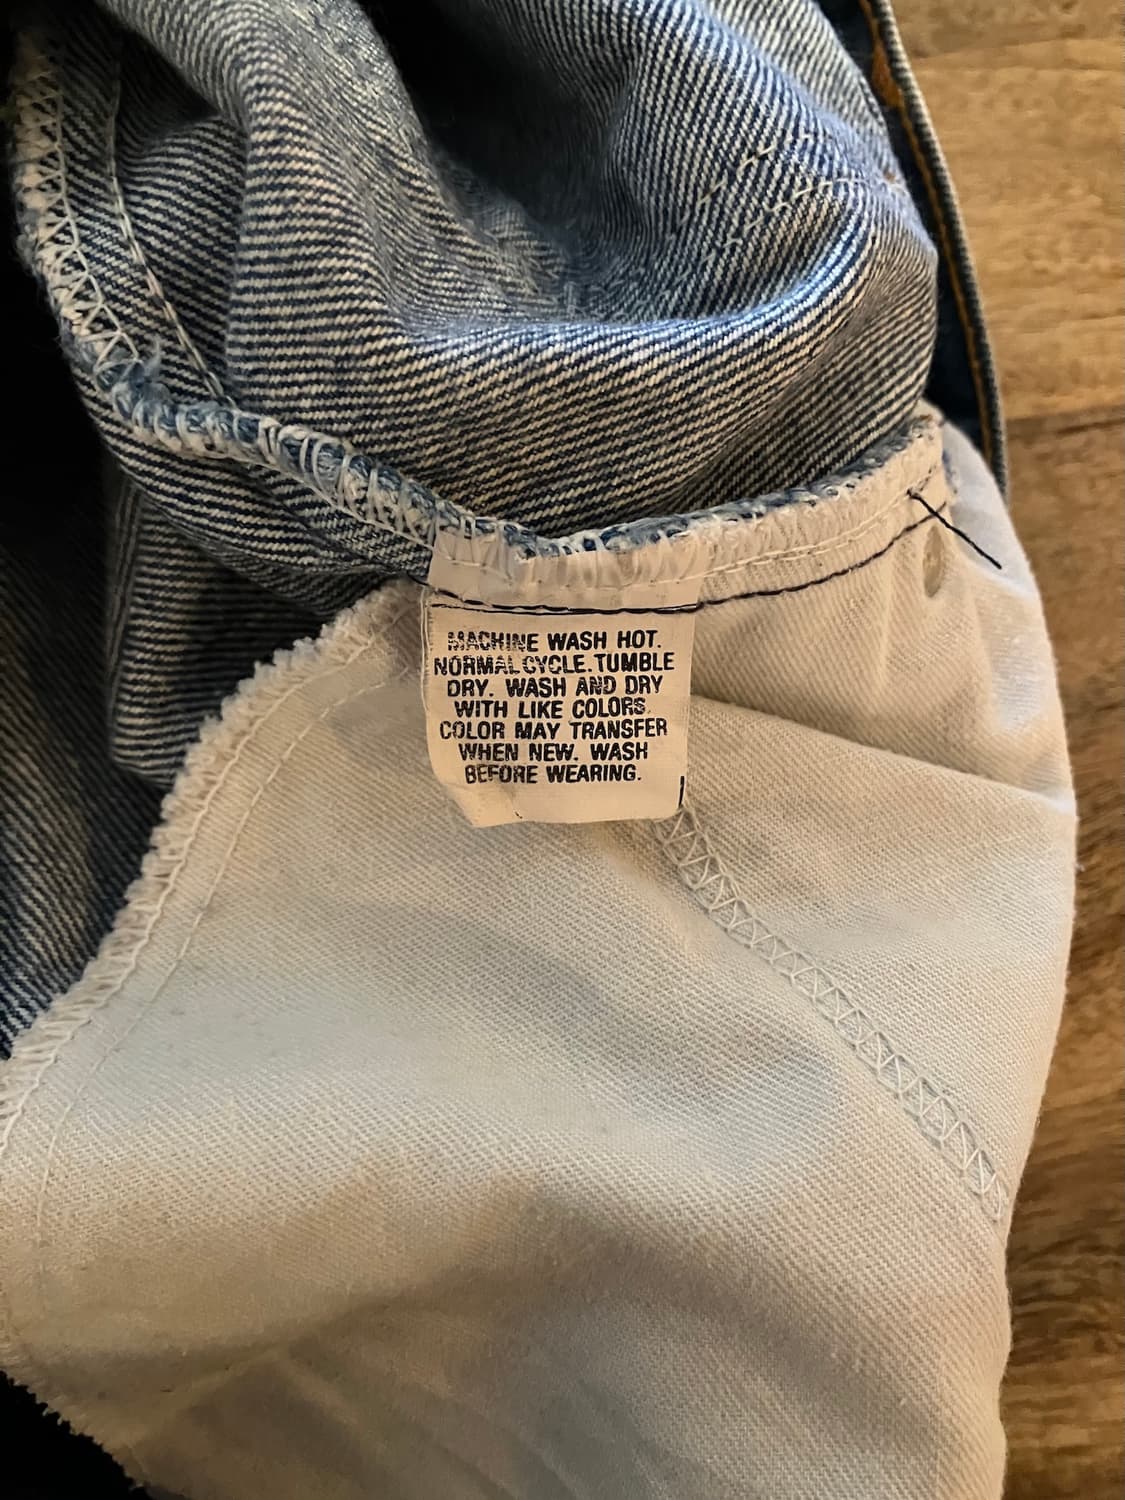 MACHINE WASH HOT.
NORMAL CYCLE. TUMBLE
DRY. WASH AND DRY
WITH LIKE COLORS.
COLOR MAY TRANSFER
WHEN NEW. WASH
BEFORE WEARING.